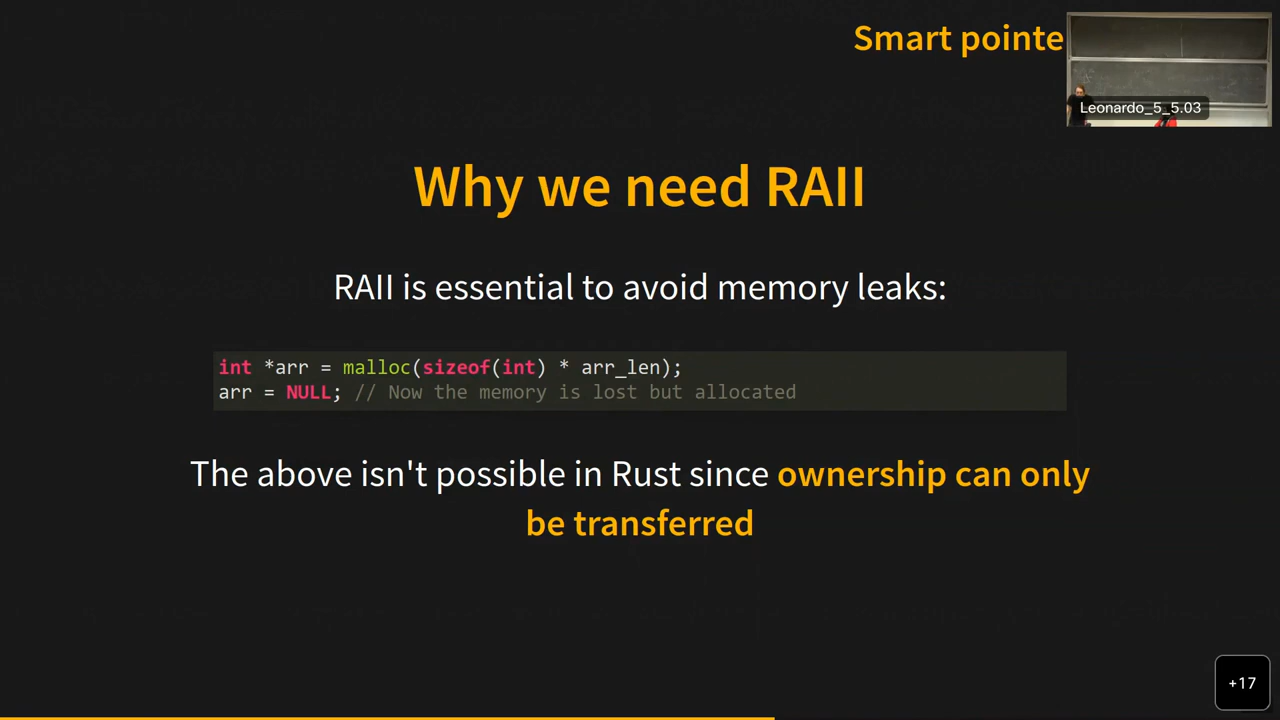 Smart pointe
Leonardo_5_5.03
Why we need RAII
RAII is essential to avoid memory leaks:
int *arr = malloc(sizeof(int) * arr_len);
arr = NULL; // Now the memory is lost but allocated
The above isn't possible in Rust since ownership can only
be transferred
+17